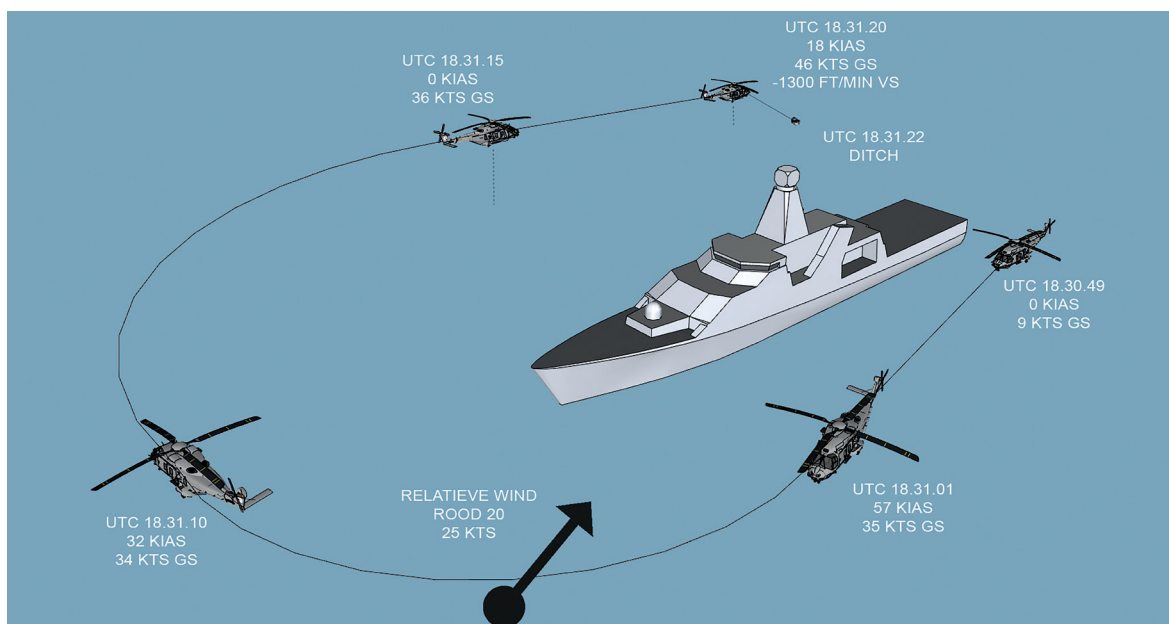 UTC 18.31.20
18 KIAS
46 KTS GS
-1300 FT/MIN VS
UTC 18.31.15
0 KIAS
36 KTS GS
UTC 18.31.22
DITCH
UTC 18.30.49
0 KIAS
9 KTS GS
UTC 18.31.01
57 KIAS
35 KTS GS
RELATIEVE WIND
ROOD 20
25 KTS
UTC 18.31.10
32 KIAS
34 KTS GS